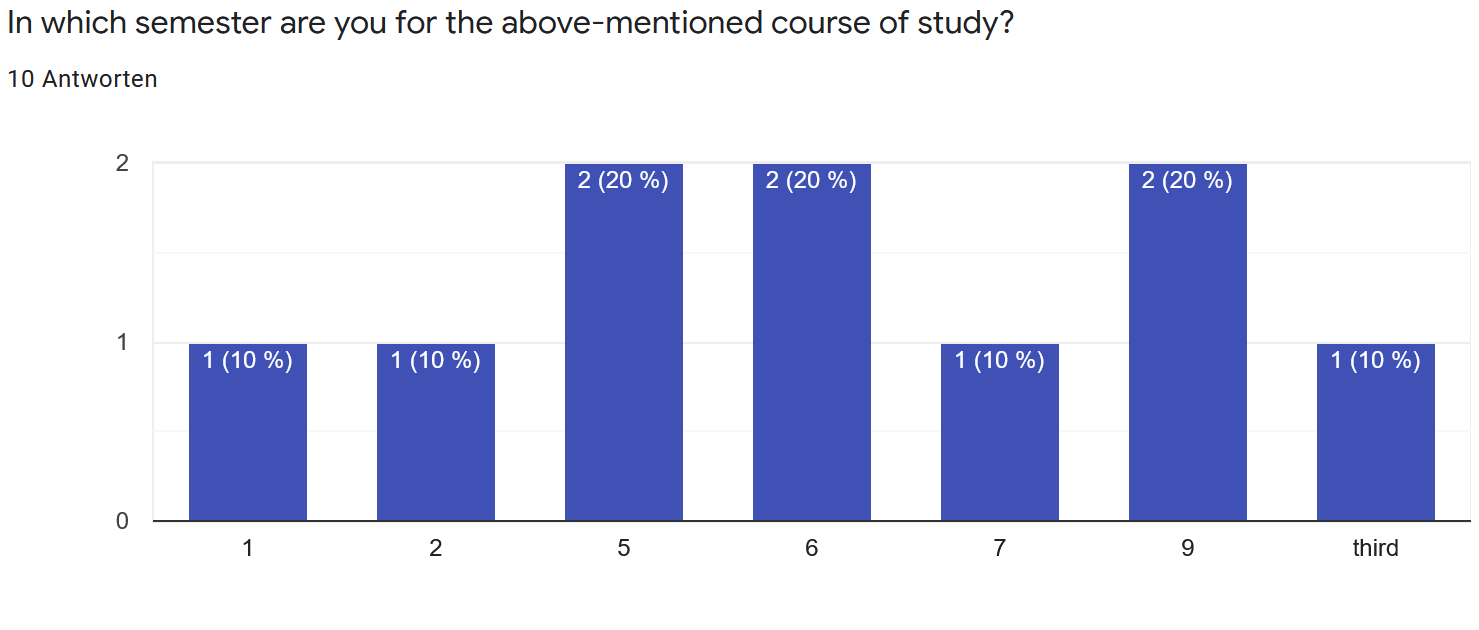 In which semester are you for the above-mentioned course of study?
10 Antworten
2
2 (20 %) 2 (20 %) 2 (20 %)
1
1 (10 %) 1 (10 %) 1 (10 %) 1 (10 %)
0
1 2 5 6 7 9 third